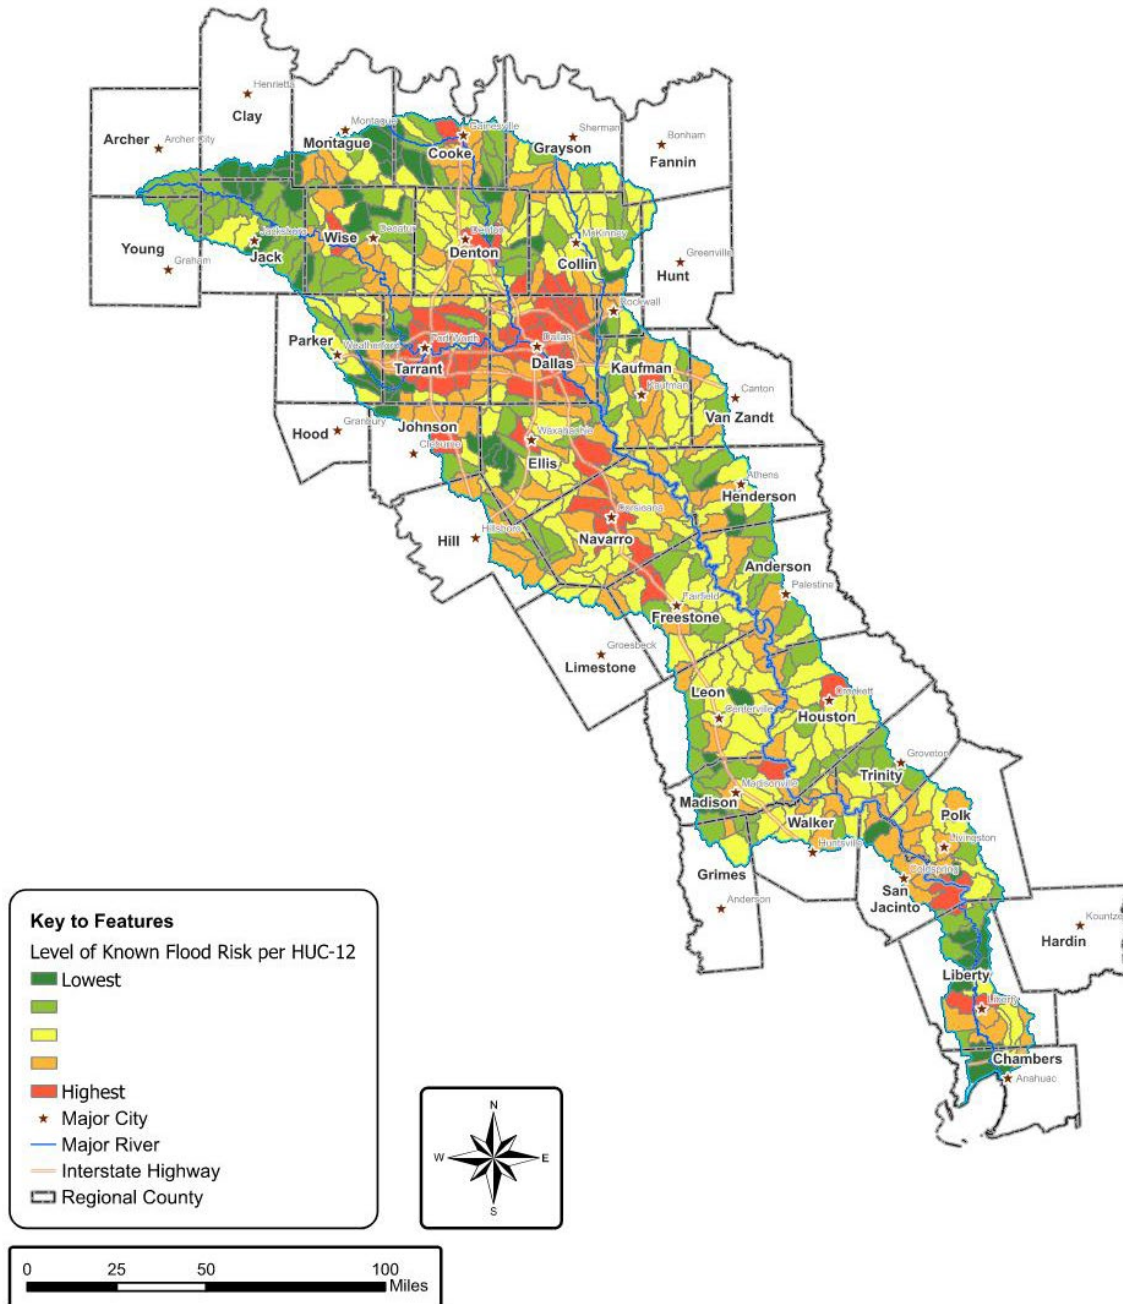 Henrietta
Clay
Archer
Archer City
Montague
Montague
Gainesville
Cooke
Sherman
Grayson
Bonham
Fannin
Young
Graham
Jacksboro
Jack
Wise
Decatur
Denton
Denton
McKinney
Collin
Greenville
Hunt
Rockwall
Parker
Weatherford
Fort Worth
Tarrant
Dallas
Dallas
Kaufman
Kaufman
Canton
Van Zandt
Hood
Granbury
Johnson
Cleburne
Waxahachie
Ellis
Athens
Henderson
Hill
Hillsboro
Corsicana
Navarro
Anderson
Palestine
Fairfield
Freestone
Groesbeck
Limestone
Leon
Centerville
Crockett
Houston
Groveton
Trinity
Madison
Madisonville
Walker
Huntsville
Polk
Livingston
Grimes
Anderson
Coldspring
San
Jacinto
Kountze
Hardin
Liberty
Liberty
Chambers
Anahuac
Key to Features
Level of Known Flood Risk per HUC-12
Lowest
Highest
Major City
Major River
Interstate Highway
Regional County
N
W
E
S
0 25 50 100
Miles